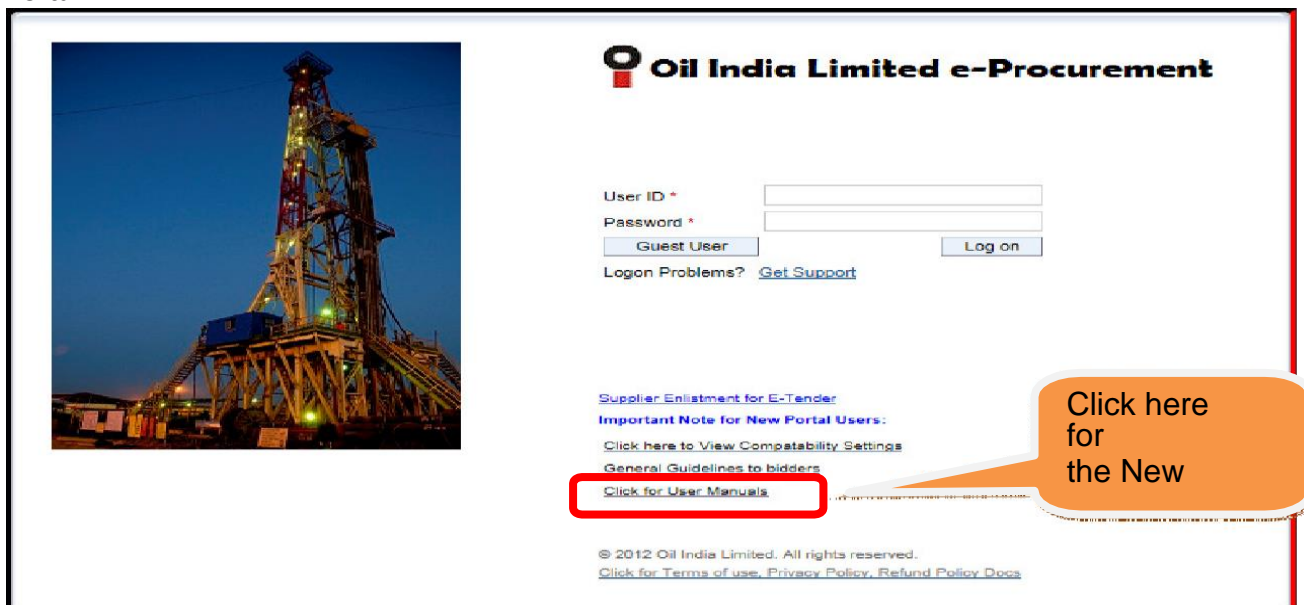 Oil India Limited e-Procurement
User ID *
Password *
Guest User
Log on
Logon Problems? Get Support
Supplier Enlistment for E-Tender
Important Note for New Portal Users:
Click here to View Compatability Settings
General Guidelines to bidders
Click for User Manuals
Click here
for
the New
© 2012 Oil India Limited. All rights reserved.
Click for Terms of use, Privacy Policy, Refund Policy Docs